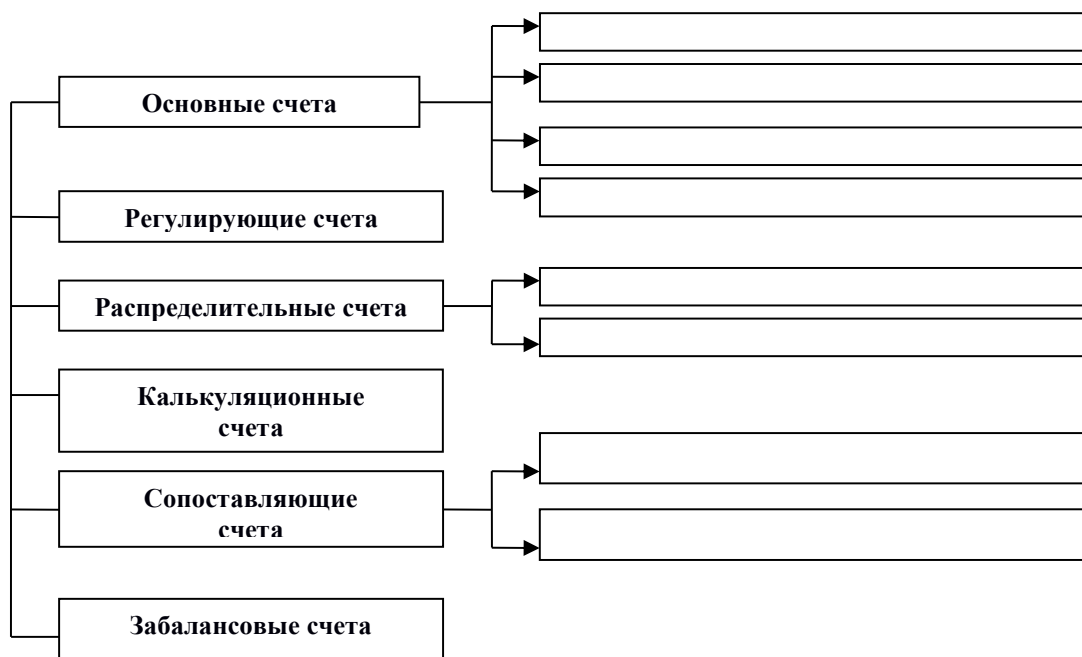 Основные счета
Регулирующие счета
Распределительные счета
Калькуляционные
счета
Сопоставляющие
счета
Забалансовые счета